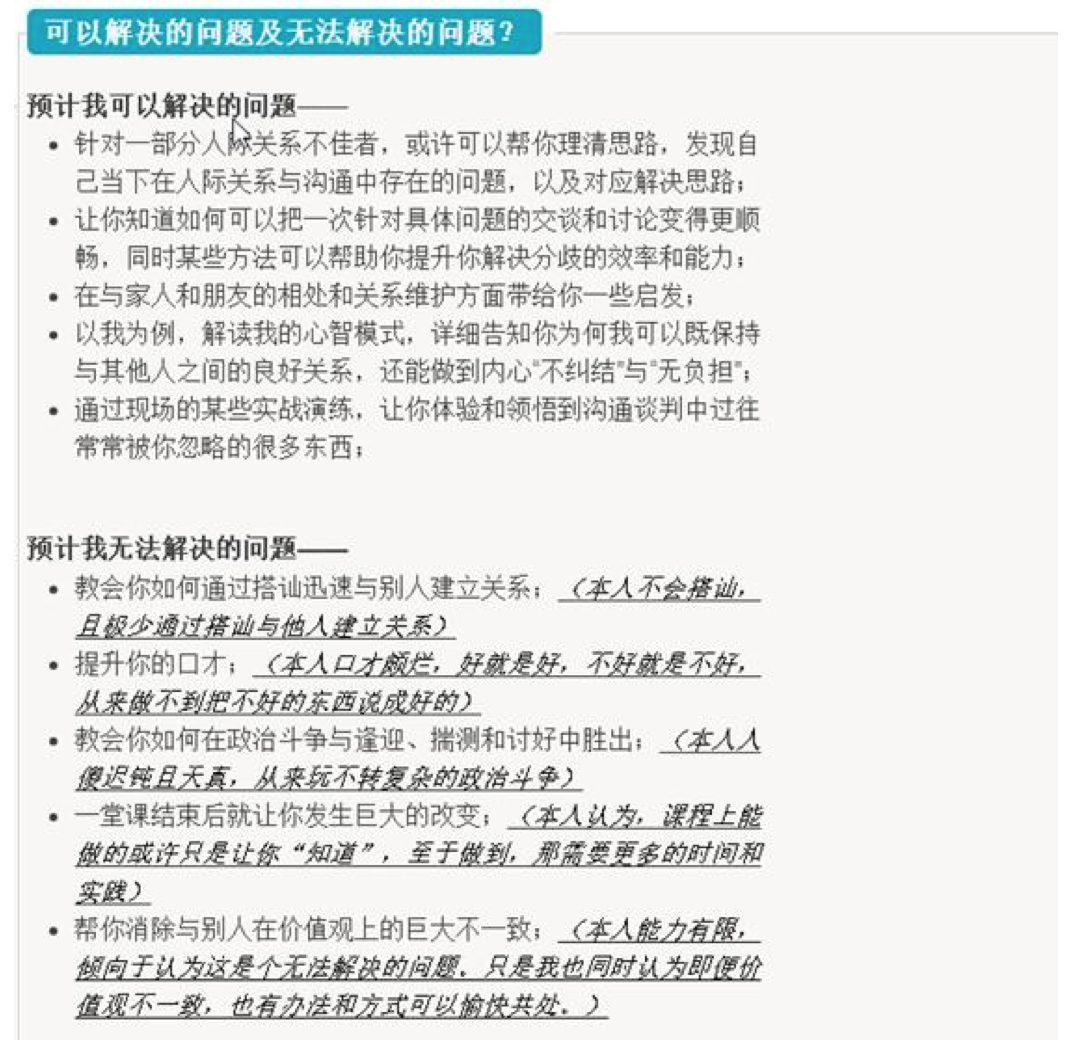 可以解决的问题及无法解决的问题？
预计我可以解决的问题——
• 针对一部分人际关系不佳者，或许可以帮你理清思路，发现自
己当下在人际关系与沟通中存在的问题，以及对应解决思路；
• 让你知道如何可以把一次针对具体问题的交谈和讨论变得更顺
畅，同时某些方法可以帮助你提升你解决分歧的效率和能力；
• 在与家人和朋友的相处和关系维护方面带给你一些启发；
• 以我为例，解读我的心智模式，详细告知你为何我可以既保持
与其他人之间的良好关系，还能做到内心“不纠结”与“无负担”；
• 通过现场的某些实战演练，让你体验和领悟到沟通谈判中过往
常常被你忽略的很多东西；
预计我无法解决的问题——
• 教会你如何通过搭讪迅速与别人建立关系；（本人不会搭讪，
且极少通过搭讪与他人建立关系）
• 提升你的口才；（本人口才颇烂，好就是好，不好就是不好，
从来做不到把不好的东西说成好的）
• 教会你如何在政治斗争与逢迎、揣测和讨好中胜出；（本人人
傻迟钝且天真，从来玩不转复杂的政治斗争）
• 一堂课结束后就让你发生巨大的改变；（本人认为，课程上能
做的或许只是让你“知道”，至于做到，那需要更多的时间和
实践）
• 帮你消除与别人在价值观上的巨大不一致；（本人能力有限，
倾向于认为这是个无法解决的问题。只是我也同时认为即便价
值观不一致，也有办法和方式可以愉快共处。）